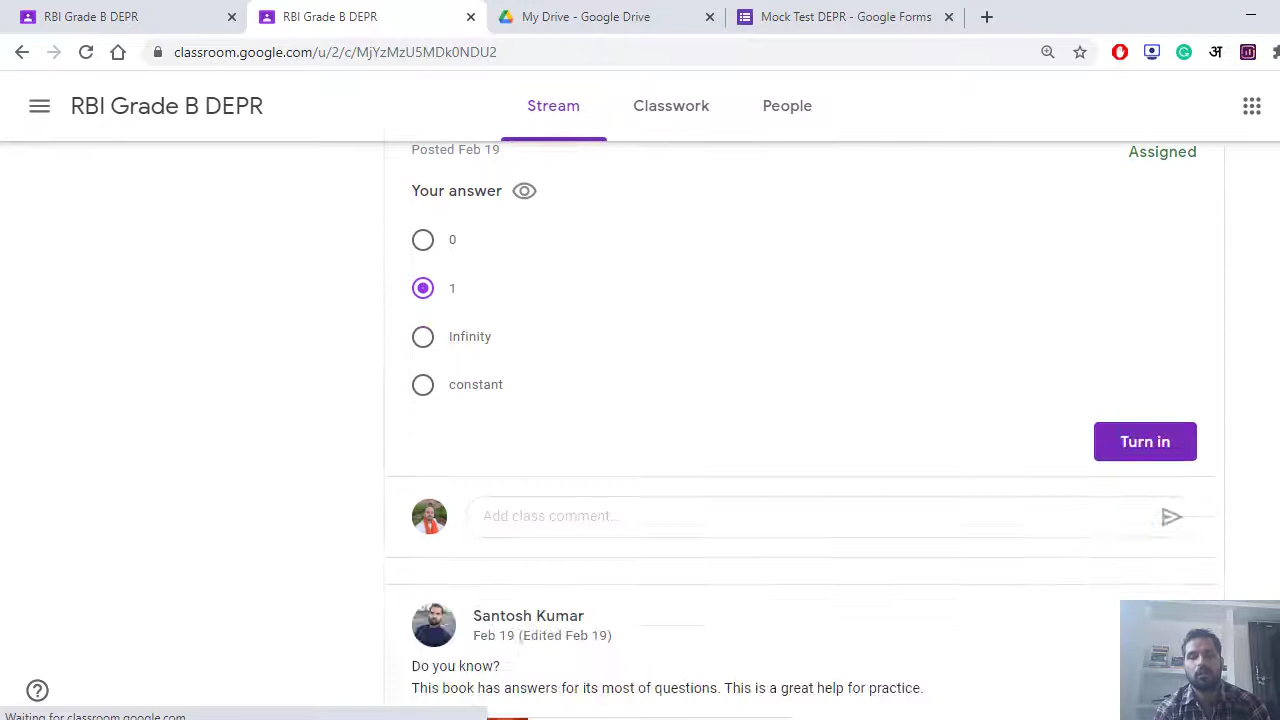 RBI Grade B DEPR
RBI Grade B DEPR
My Drive - Google Drive
Mock Test DEPR - Google Forms
classroom.google.com/u/2/c/MjYzMzU5MDk0NDU2
अ
RBI Grade B DEPR
Stream
Classwork
People
Posted Feb 19
Assigned
Your answer
0
1
Infinity
constant
Turn in
Add class comment...
Santosh Kumar
Feb 19 (Edited Feb 19)
Do you know?
This book has answers for its most of questions. This is a great help for practice.
Waiting for classroom.google.com